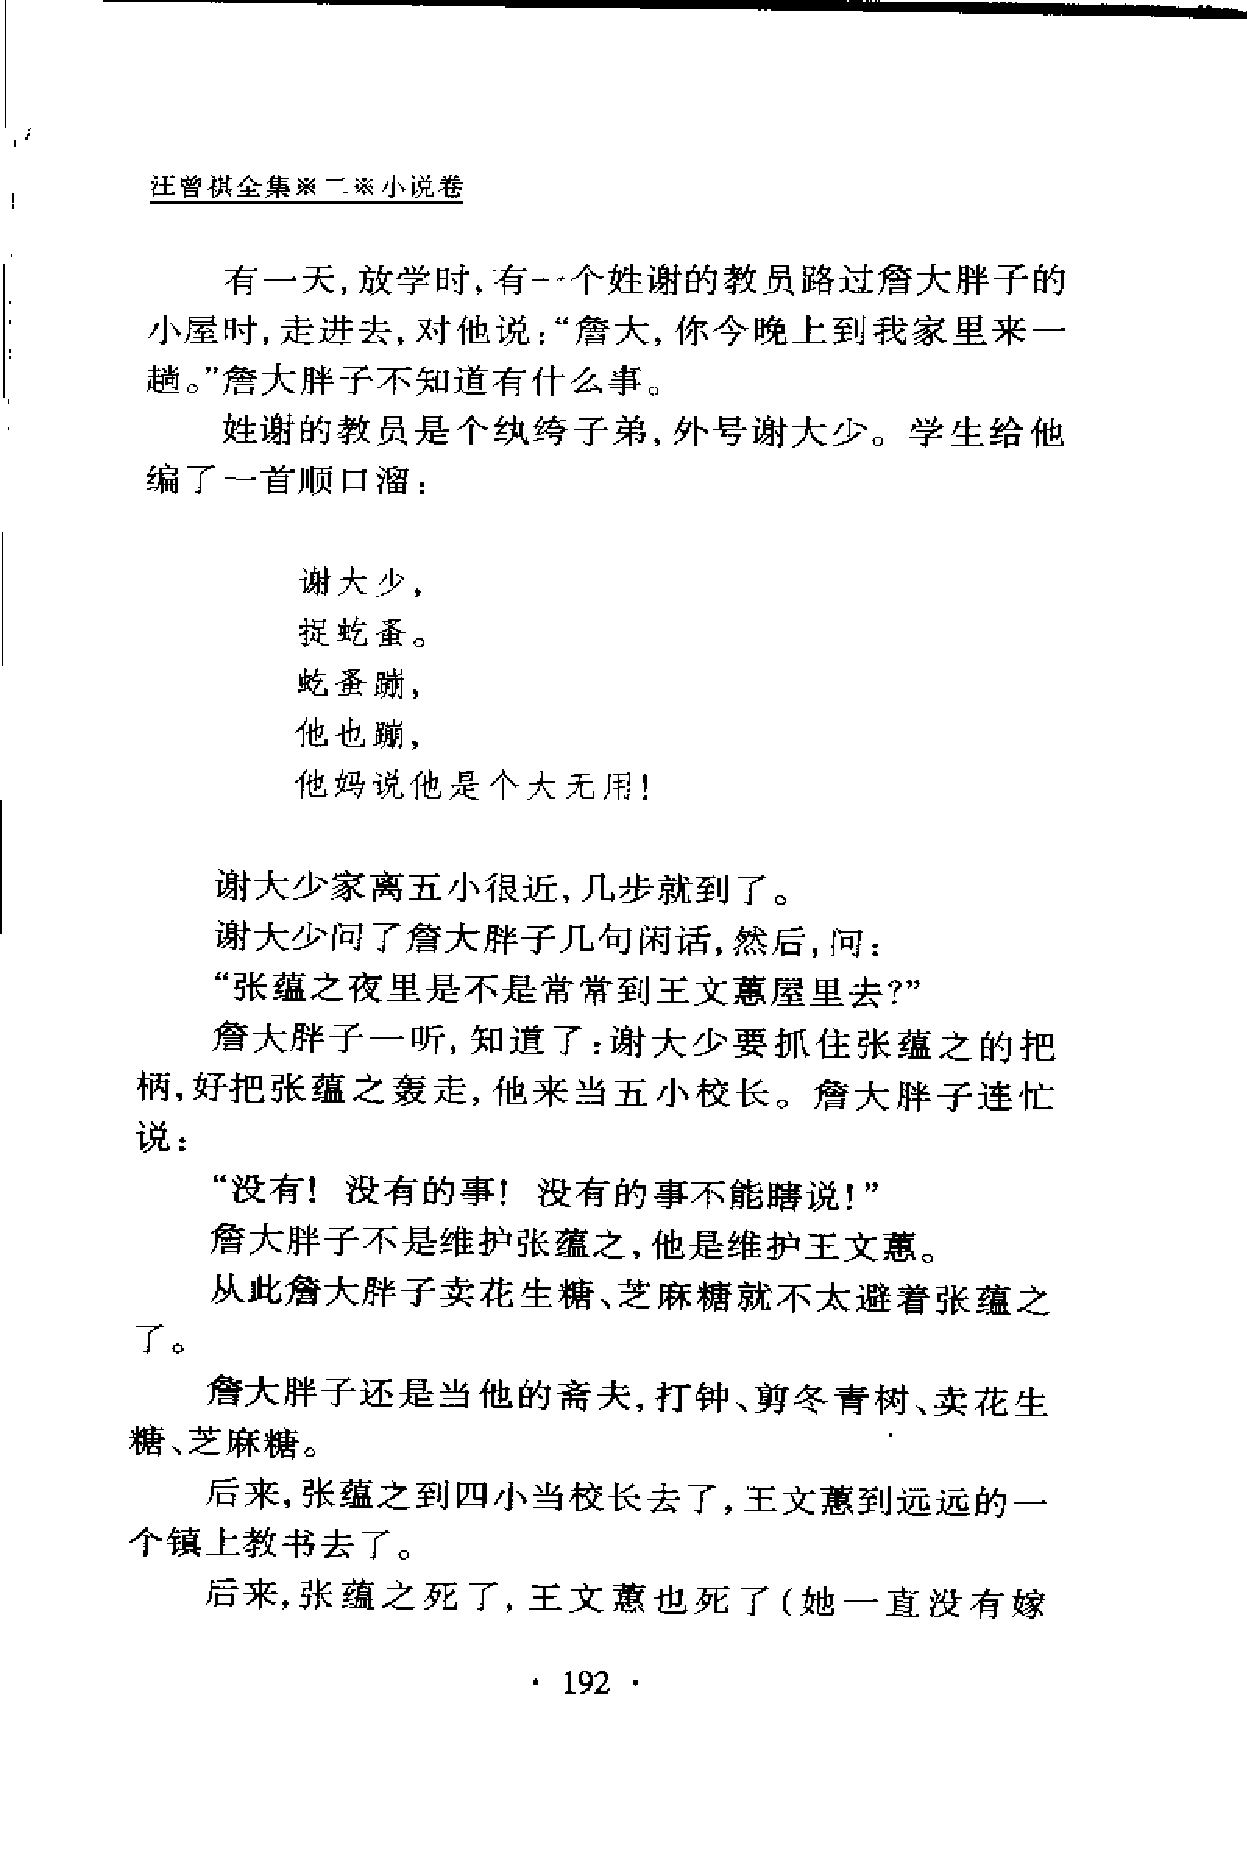 汪曾祺全集※二※小说卷
有一天,放学时,有一个姓谢的教员路过詹大胖子的
小屋时,走进去,对他说:“詹大,你今晚上到我家里来一
趟。”詹大胖子不知道有什么事。
姓谢的教员是个纨绔子弟,外号谢大少。学生给他
编了一首顺口溜:
谢大少,
捉虼蚤。
虼蚤蹦,
他也蹦,
他妈说他是个大无用!
谢大少家离五小很近,几步就到了。
谢大少问了詹大胖子几句闲话,然后,问:
“张蕴之夜里是不是常常到王文蕙屋里去?”
詹大胖子一听,知道了:谢大少要抓住张蕴之的把
柄,好把张蕴之轰走,他来当五小校长。詹大胖子连忙
说:
“没有! 没有的事! 没有的事不能瞎说!”
詹大胖子不是维护张蕴之,他是维护王文蕙。
从此詹大胖子卖花生糖、芝麻糖就不太避着张蕴之
了。
詹大胖子还是当他的斋夫,打钟、剪冬青树、卖花生
糖、芝麻糖。
后来,张蕴之到四小当校长去了,王文蕙到远远的一
个镇上教书去了。
后来,张蕴之死了,王文蕙也死了(她一直没有嫁
· 192 ·